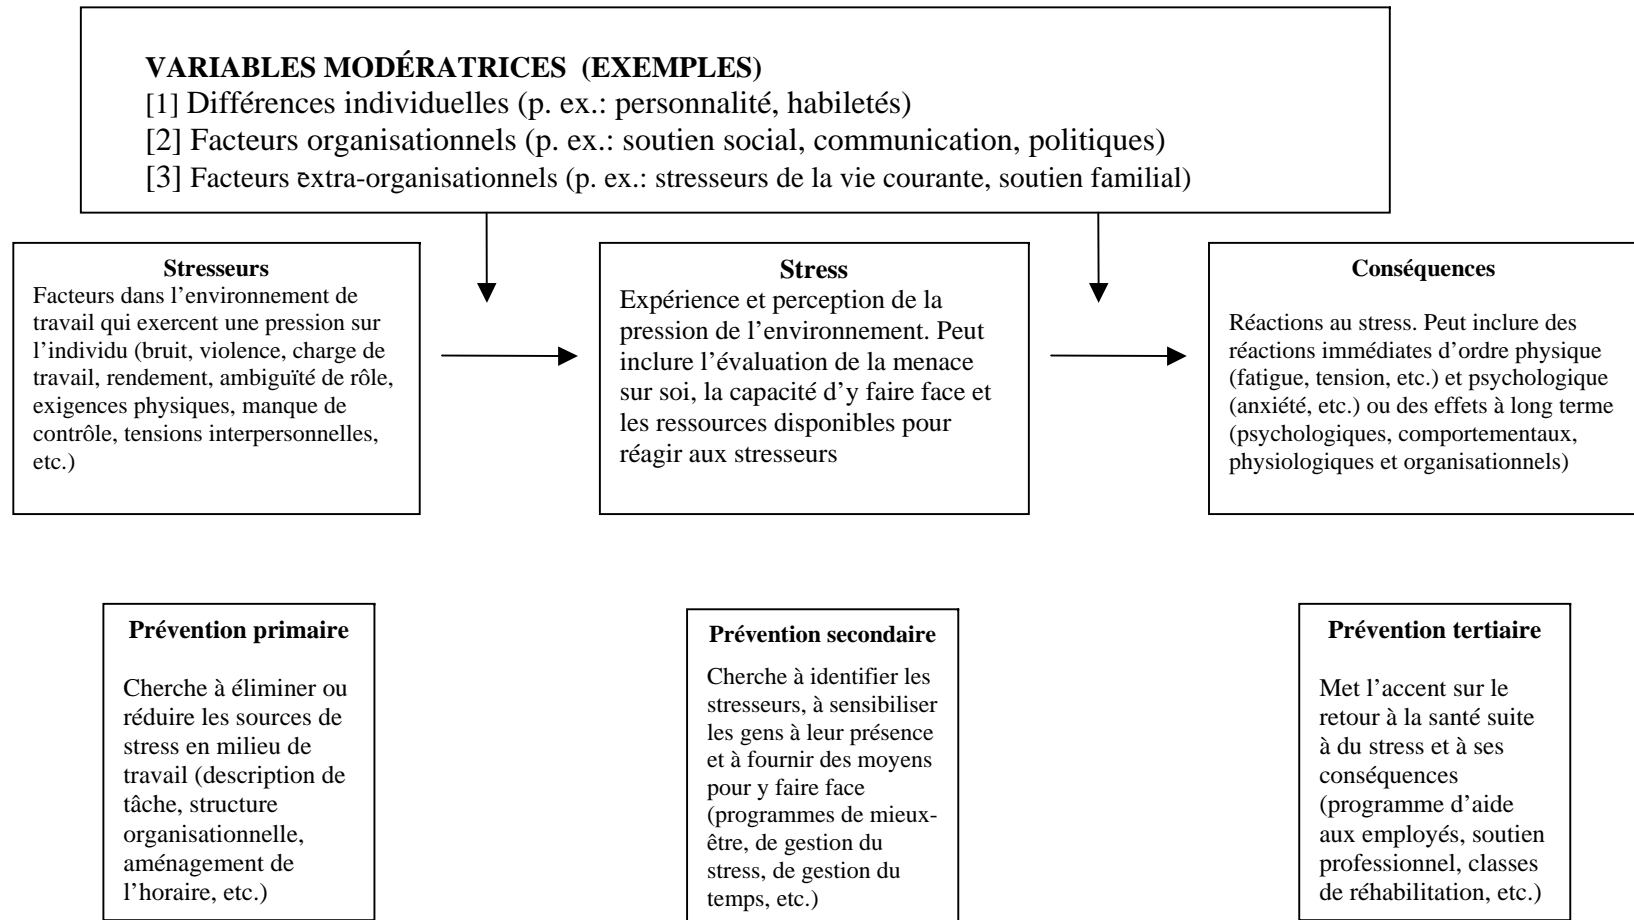 VARIABLES MODÉRATRICES (EXEMPLES)
[1] Différences individuelles (p. ex.: personnalité, habiletés)
[2] Facteurs organisationnels (p. ex.: soutien social, communication, politiques)
[3] Facteurs extra-organisationnels (p. ex.: stresseurs de la vie courante, soutien familial)
Stresseurs
Facteurs dans l’environnement de
travail qui exercent une pression sur
l’individu (bruit, violence, charge de
travail, rendement, ambiguïté de rôle,
exigences physiques, manque de
contrôle, tensions interpersonnelles,
etc.)
Stress
Expérience et perception de la
pression de l’environnement. Peut
inclure l’évaluation de la menace
sur soi, la capacité d’y faire face et
les ressources disponibles pour
réagir aux stresseurs
Conséquences
Réactions au stress. Peut inclure des
réactions immédiates d’ordre physique
(fatigue, tension, etc.) et psychologique
(anxiété, etc.) ou des effets à long terme
(psychologiques, comportementaux,
physiologiques et organisationnels)
Prévention primaire
Cherche à éliminer ou
réduire les sources de
stress en milieu de
travail (description de
tâche, structure
organisationnelle,
aménagement de
l’horaire, etc.)
Prévention secondaire
Cherche à identifier les
stresseurs, à sensibiliser
les gens à leur présence
et à fournir des moyens
pour y faire face
(programmes de mieux-
être, de gestion du
stress, de gestion du
temps, etc.)
Prévention tertiaire
Met l’accent sur le
retour à la santé suite
à du stress et à ses
conséquences
(programme d’aide
aux employés, soutien
professionnel, classes
de réhabilitation, etc.)